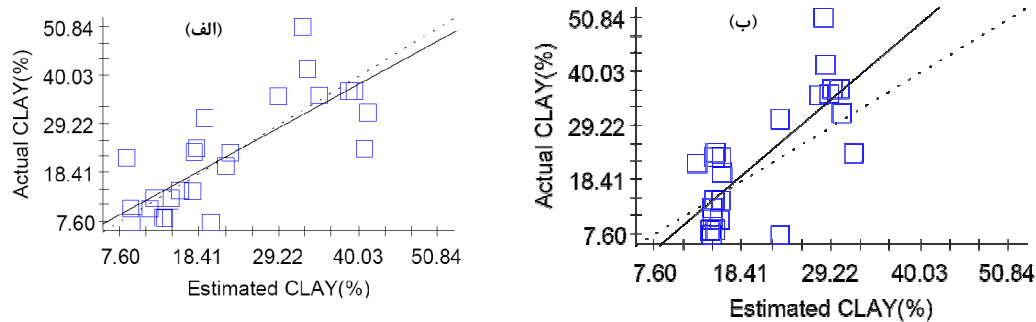 (الف)
50.84
40.03
29.22
18.41
7.60
Actual CLAY(%)
7.60 18.41 29.22 40.03 50.84
Estimated CLAY(%)
(ب)
50.84
40.03
29.22
18.41
7.60
Actual CLAY(%)
7.60 18.41 29.22 40.03 50.84
Estimated CLAY(%)